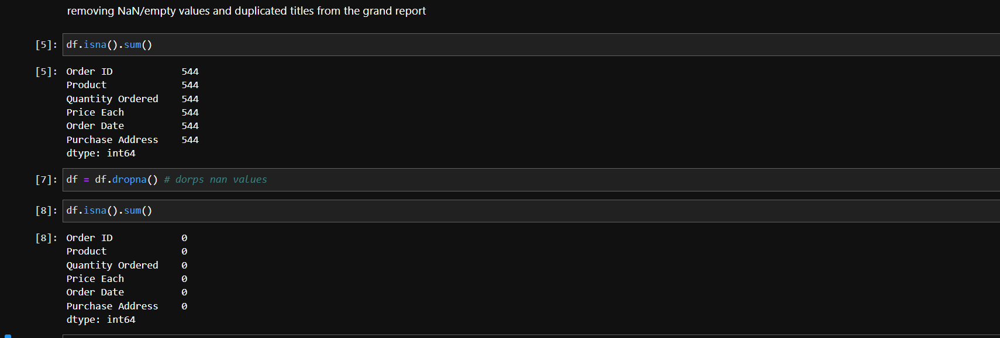 removing NaN/empty values and duplicated titles from the grand report
[5]: df.isna().sum()
[5]: Order ID 544
Product 544
Quantity Ordered 544
Price Each 544
Order Date 544
Purchase Address 544
dtype: int64
[7]: df = df.dropna() # dorps nan values
[8]: df.isna().sum()
[8]: Order ID 0
Product 0
Quantity Ordered 0
Price Each 0
Order Date 0
Purchase Address 0
dtype: int64